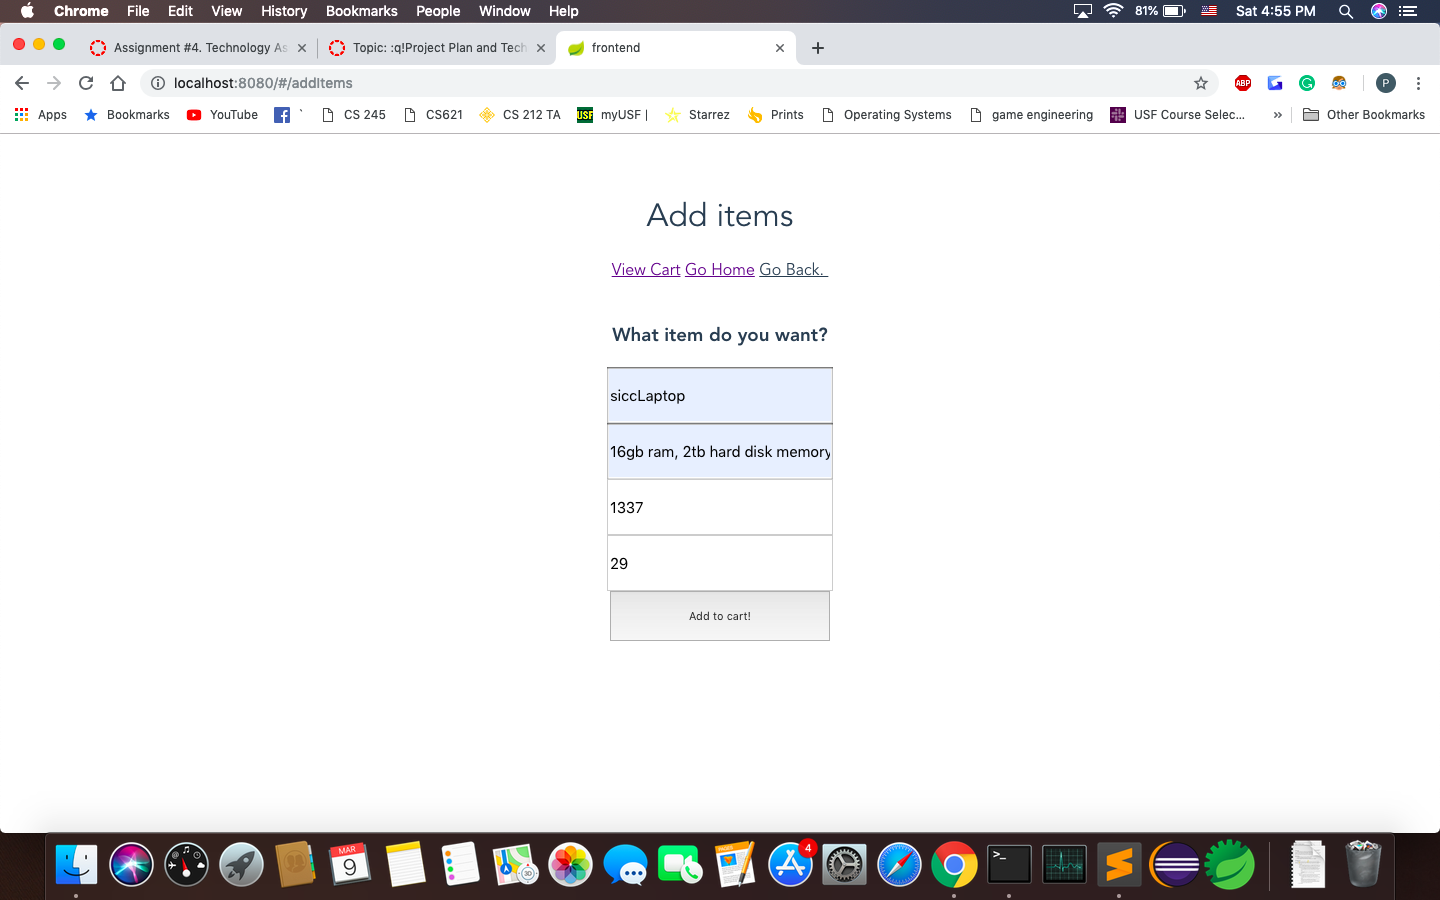 Chrome File Edit View History Bookmarks People Window Help 81% Sat 4:55 PM
Assignment #4. Technology As Topic: :q!Project Plan and Tech frontend
localhost:8080/#/addItems ABP P
Apps Bookmarks YouTube ` CS 245 CS621 CS 212 TA USF myUSF | Starrez Prints Operating Systems game engineering USF Course Selec... » Other Bookmarks
Add items
View Cart Go Home Go Back.
What item do you want?
siccLaptop
16gb ram, 2tb hard disk memory
1337
29
Add to cart!
MAR
9
3D
PAGES
4
>_